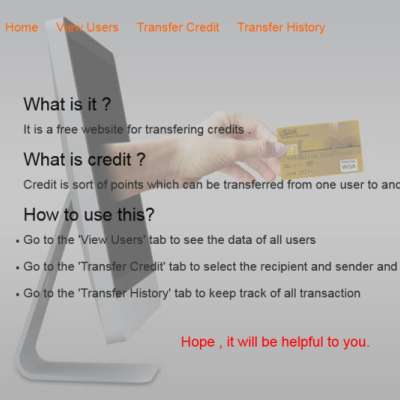 Home View Users Transfer Credit Transfer History
What is it ?
It is a free website for transfering credits .
What is credit ?
Credit is sort of points which can be transferred from one user to
How to use this?
Go to the 'View Users' tab to see the data of all users
Go to the 'Transfer Credit' tab to select the recipient and sender and
Go to the 'Transfer History' tab to keep track of all transaction
Hope , it will be helpful to you.
VISA